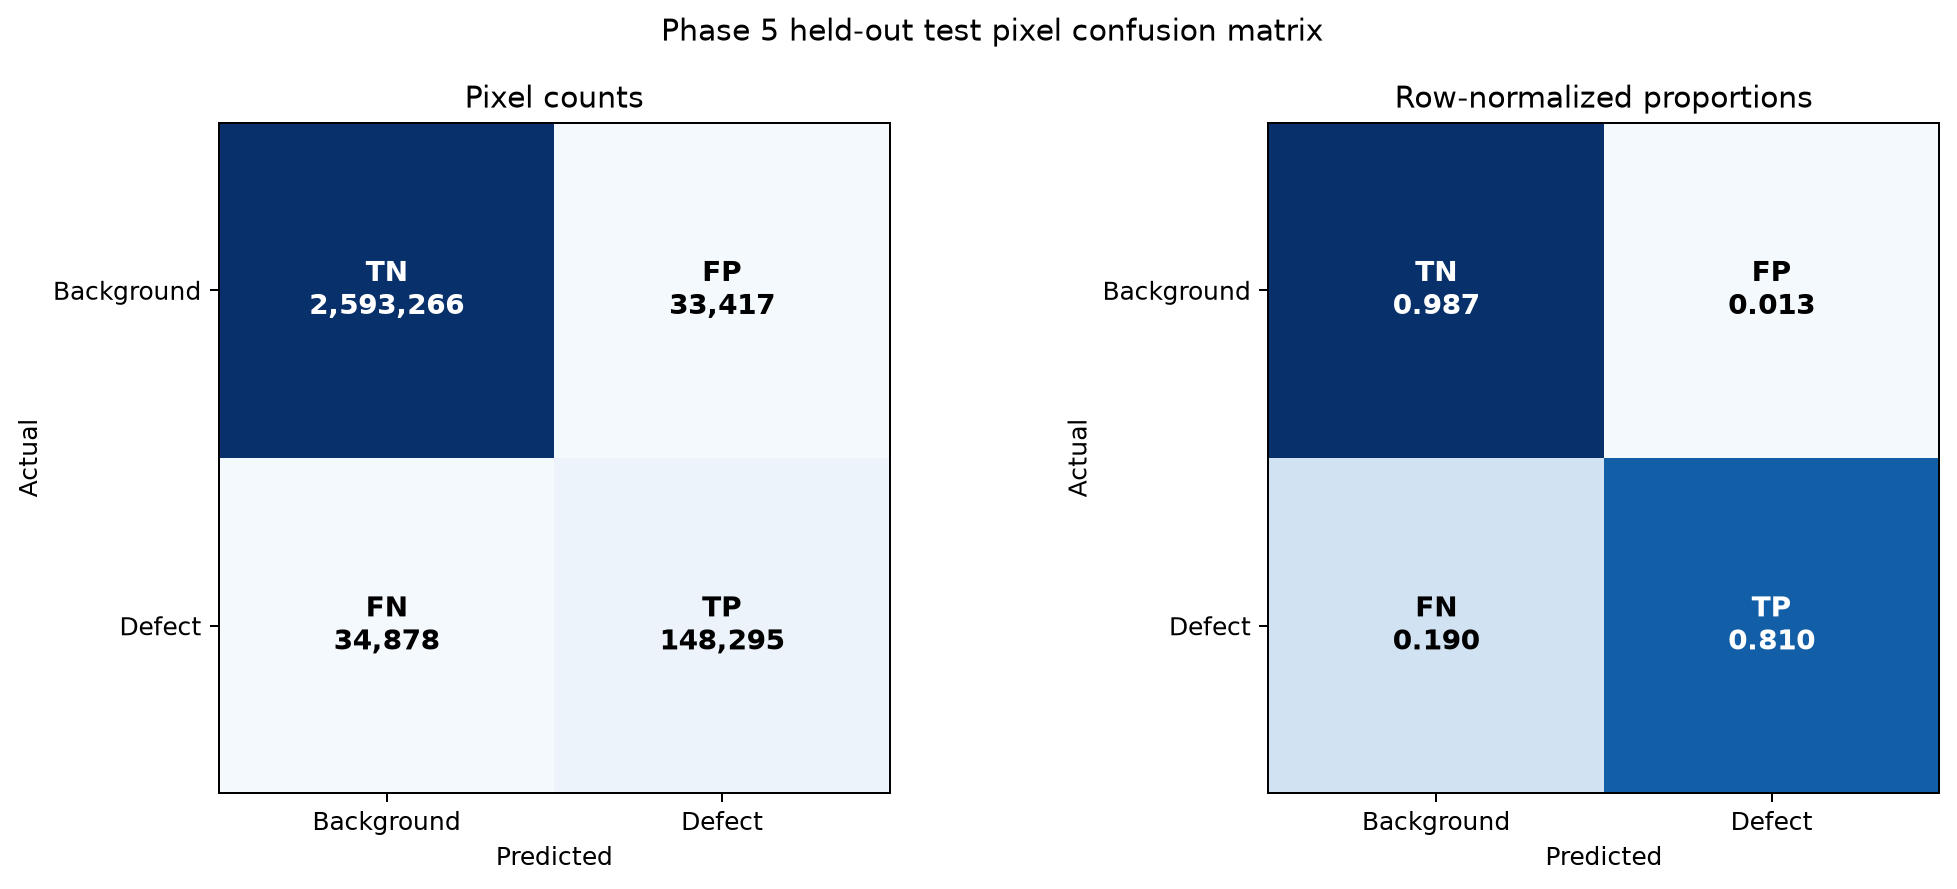 Phase 5 held-out test pixel confusion matrix
Pixel counts
Actual
Background
Defect
TN
2,593,266
FP
33,417
FN
34,878
TP
148,295
Background
Defect
Predicted
Row-normalized proportions
Actual
Background
Defect
TN
0.987
FP
0.013
FN
0.190
TP
0.810
Background
Defect
Predicted